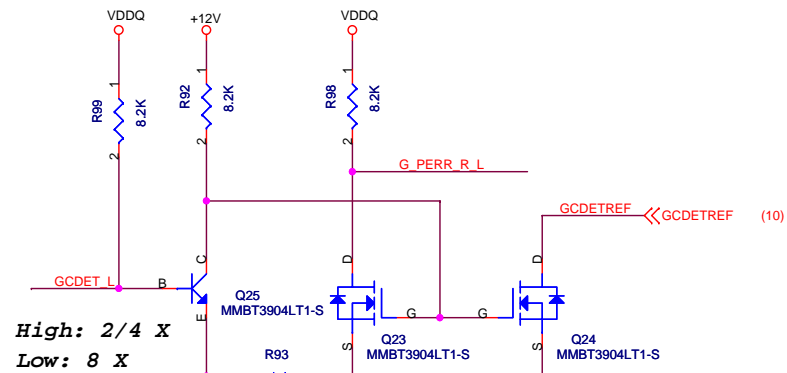 VDDQ
+12V
VDDQ
1
1
1
R99
8.2K
R92
8.2K
R98
8.2K
2
2
2
G_PERR_R_L
GCDETREF
GCDETREF
(10)
C
D
D
GCDET_L
B
Q25
MMBT3904LT1-S
G
G
E
High: 2/4 X
Low: 8 X
S
Q23
MMBT3904LT1-S
S
Q24
MMBT3904LT1-S
R93